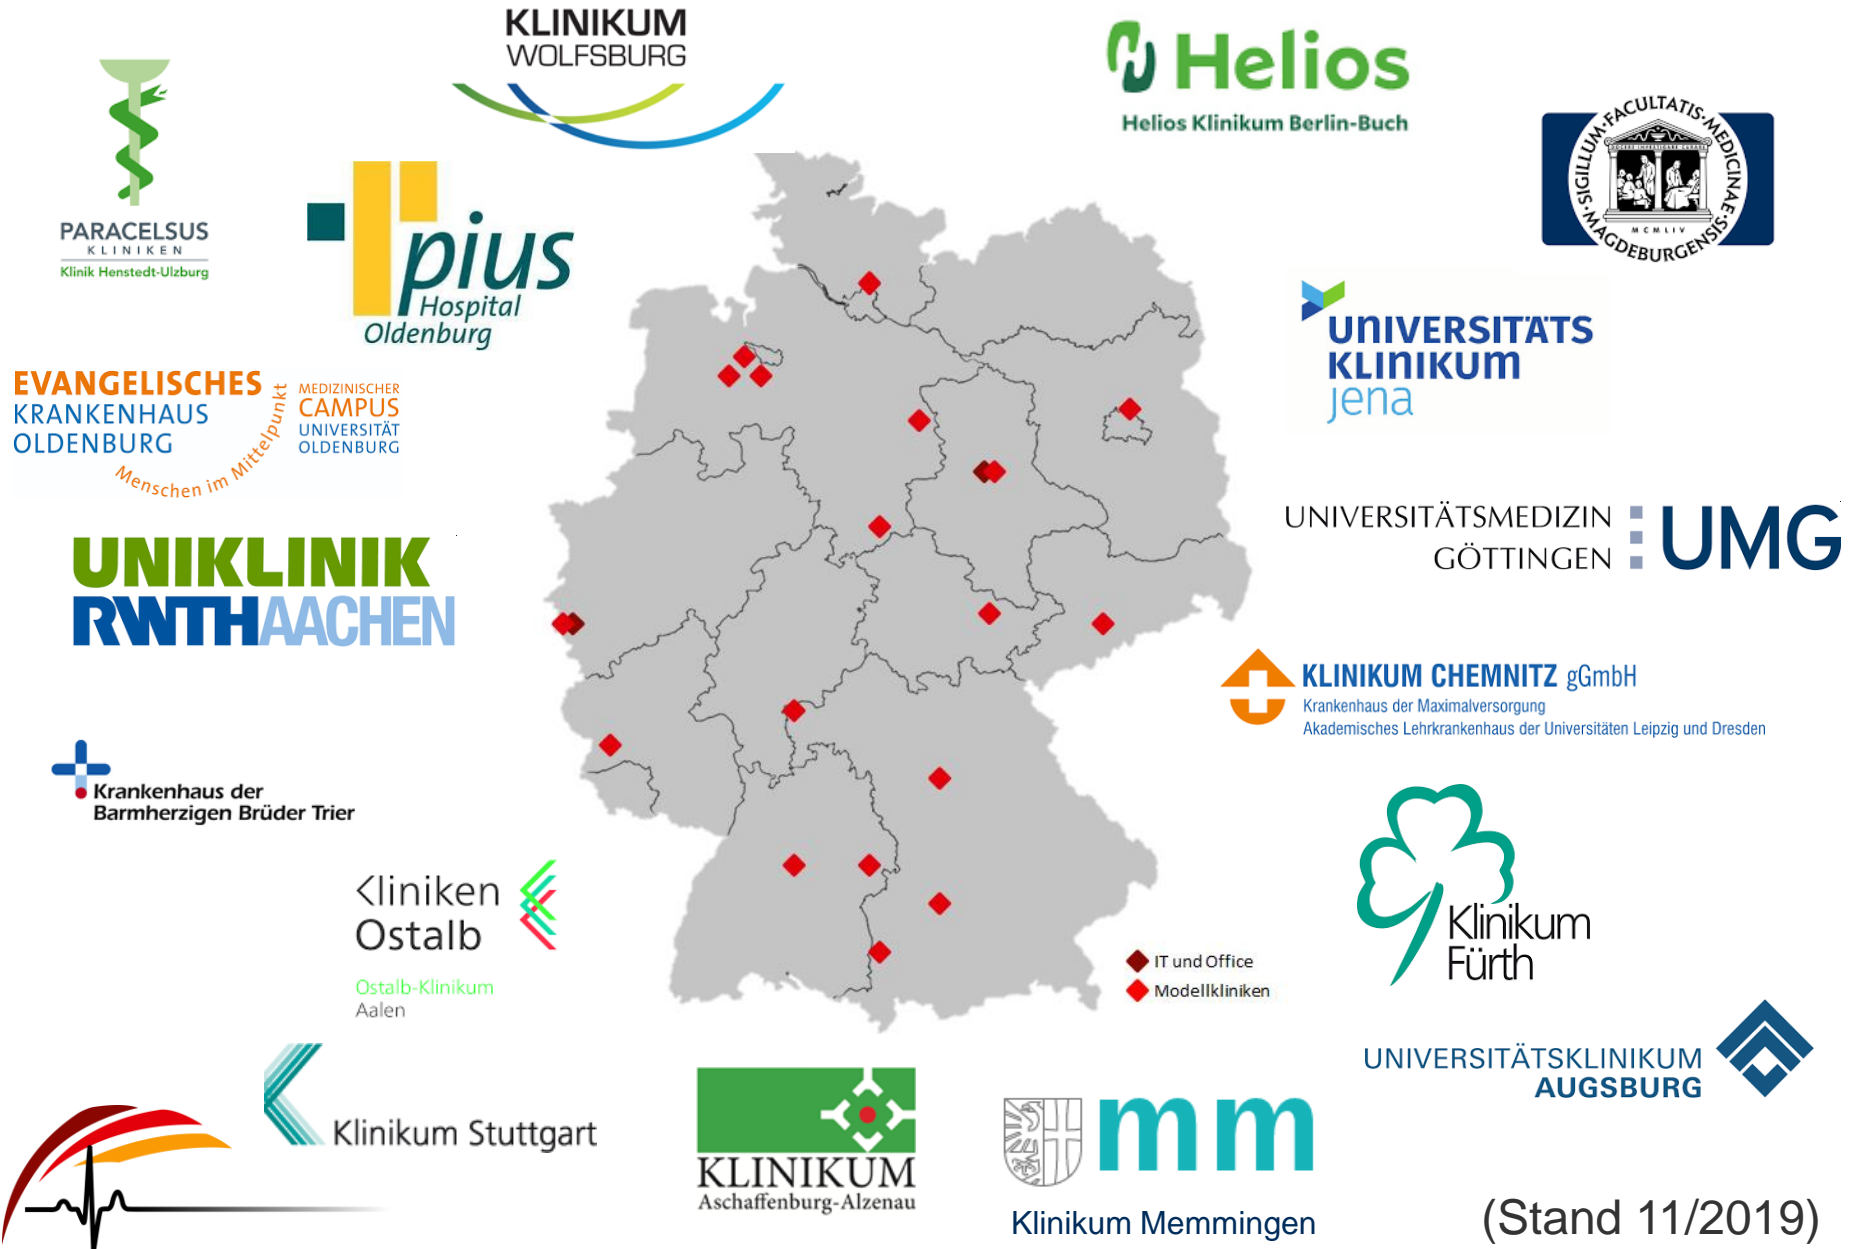 KLINIKUM
WOLFSBURG
Helios
Helios Klinikum Berlin-Buch
PARACELSUS
KLINIKEN
Klinik Henstedt-Ulzburg
SIGILLUM·FACULTATIS·MEDICINAE·MAGDEBURGENSIS·
MCMLIV
pius
Hospital
Oldenburg
UNIVERSITÄTS
KLINIKUM
jena
EVANGELISCHES
KRANKENHAUS
OLDENBURG
Menschen im Mittelpunkt
MEDIZINISCHER
CAMPUS
UNIVERSITÄT
OLDENBURG
UNIVERSITÄTSMEDIZIN
GÖTTINGEN
UMG
UNIKLINIK
RWTHAACHEN
KLINIKUM CHEMNITZ gGmbH
Krankenhaus der Maximalversorgung
Akademisches Lehrkrankenhaus der Universitäten Leipzig und Dresden
Krankenhaus der
Barmherzigen Brüder Trier
Kliniken
Ostalb
Ostalb-Klinikum
Aalen
Klinikum
Fürth
IT und Office
Modellkliniken
UNIVERSITÄTSKLINIKUM
AUGSBURG
Klinikum Stuttgart
KLINIKUM
Aschaffenburg-Alzenau
mm
Klinikum Memmingen
(Stand 11/2019)